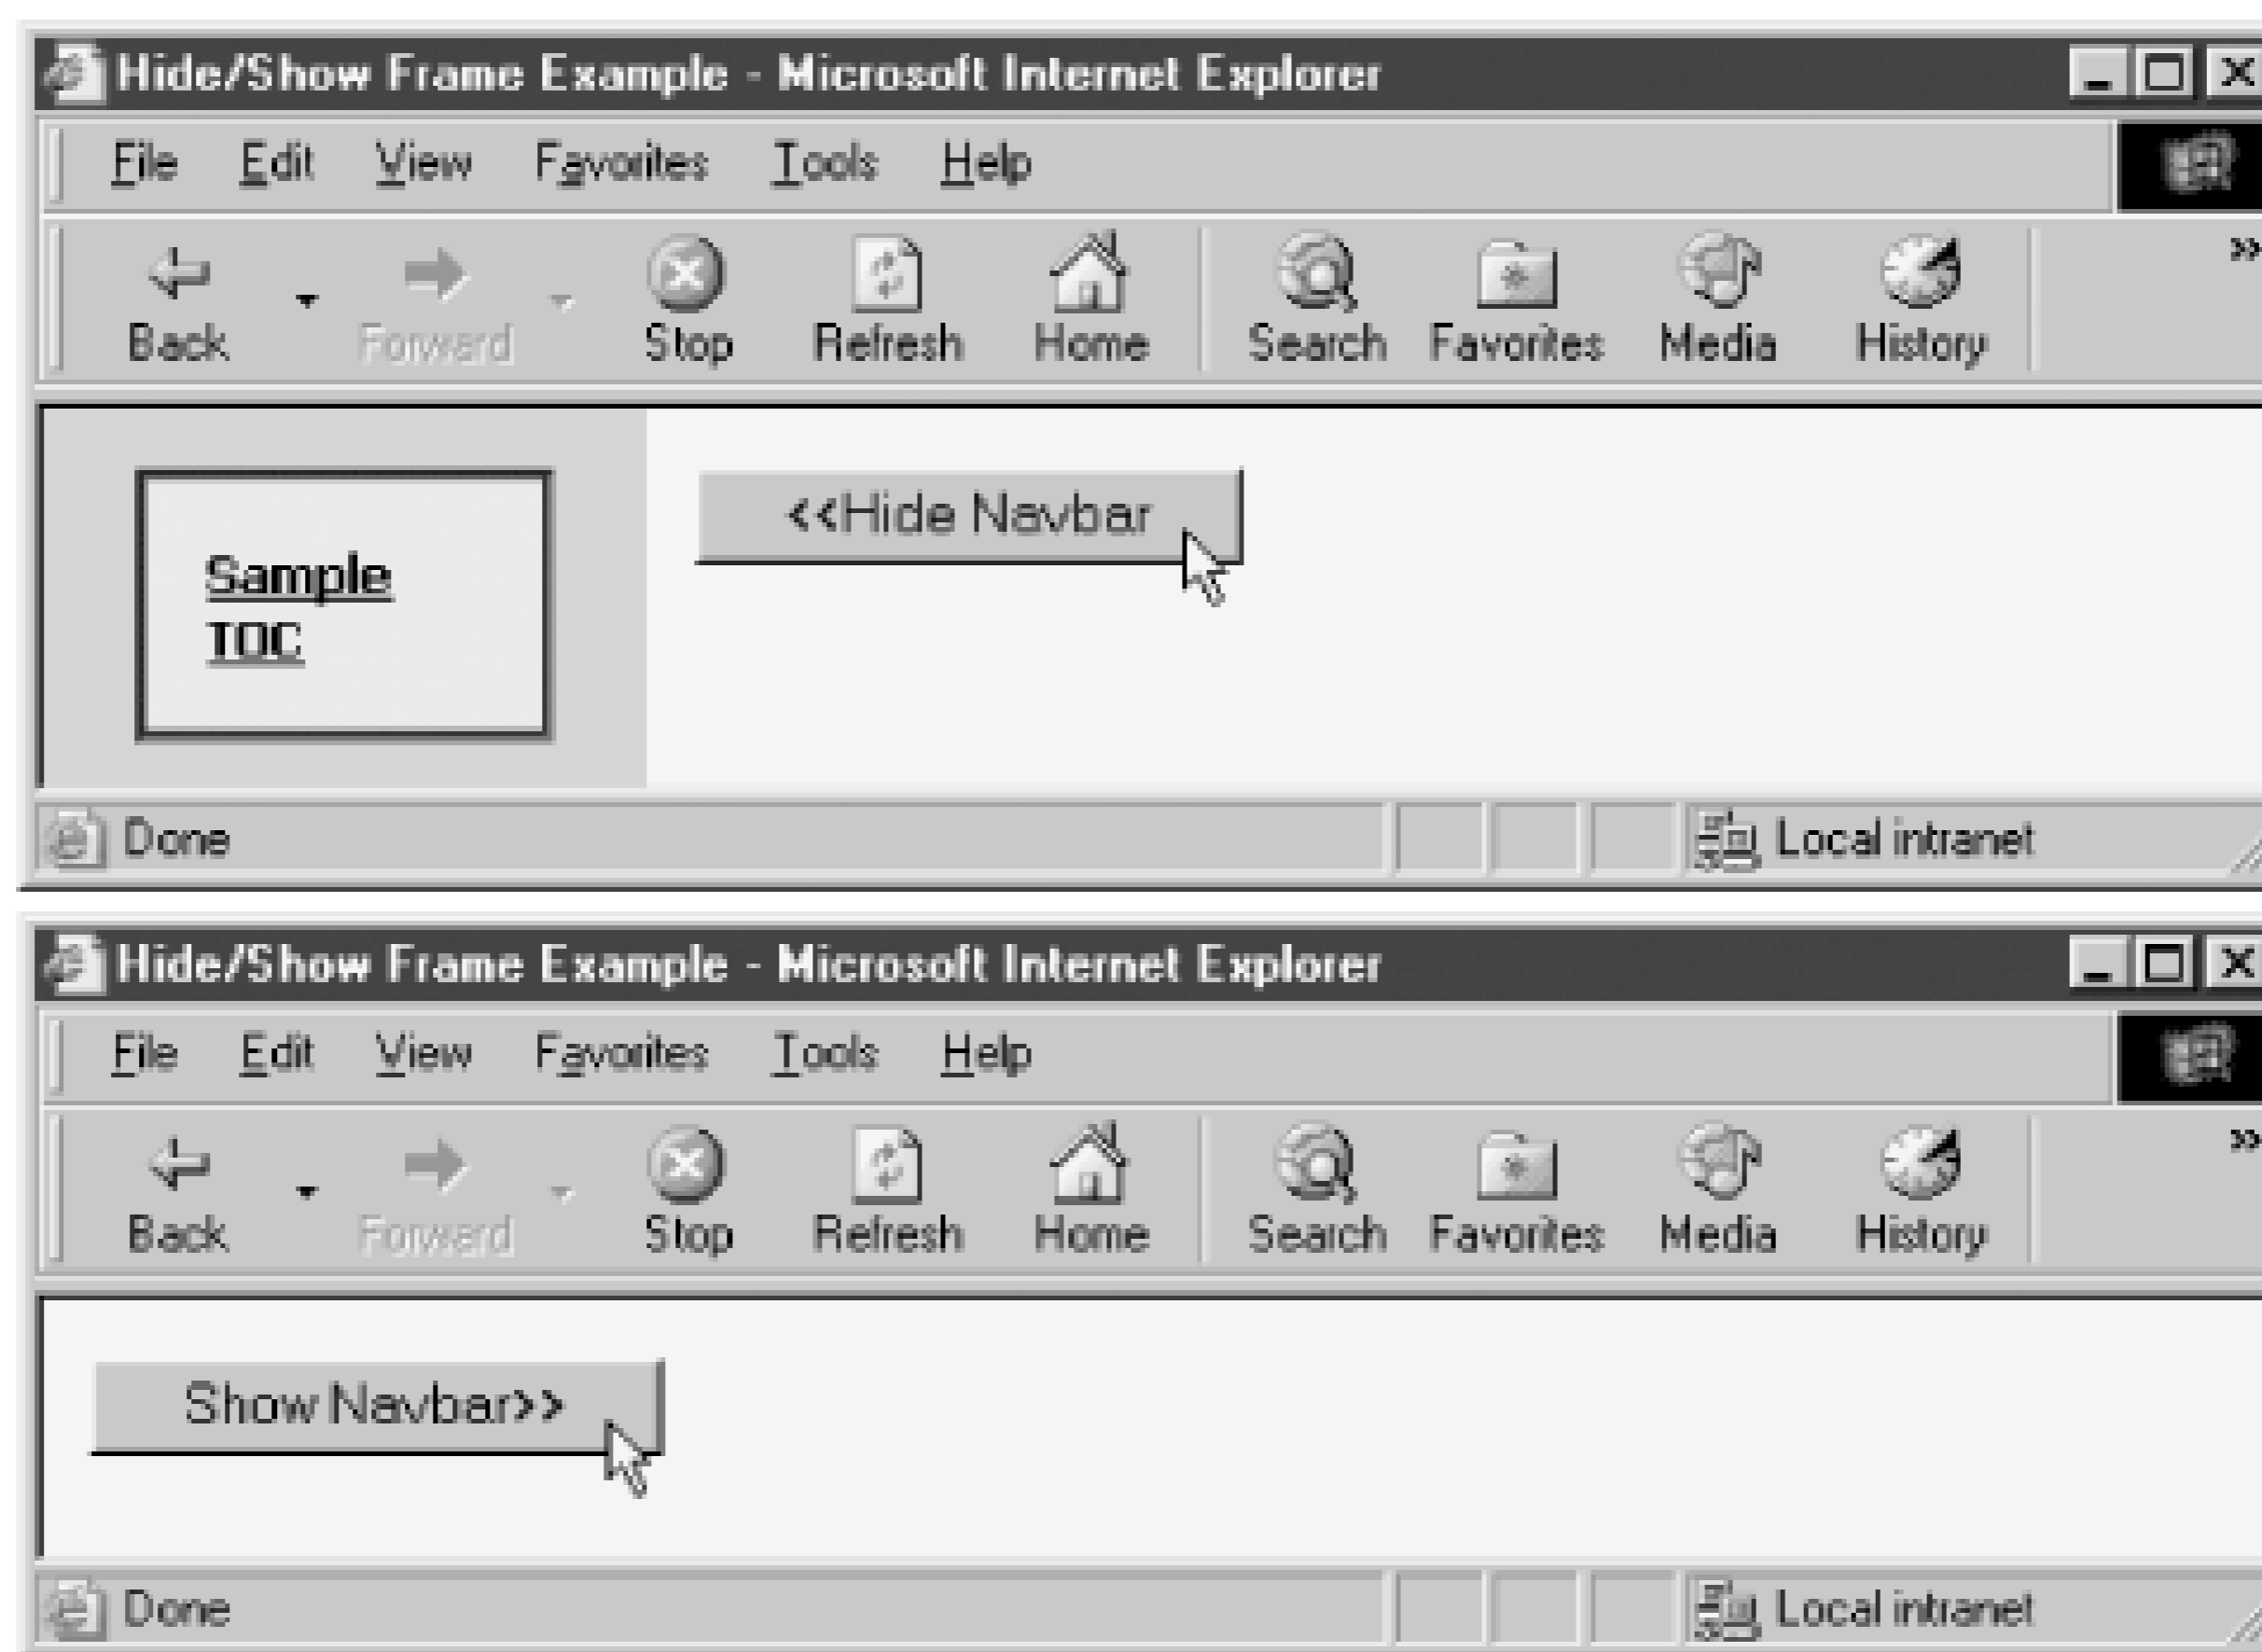 Hide/Show Frame Example - Microsoft Internet Explorer
File Edit View Favorites Tools Help
Back Forward Stop Refresh Home Search Favorites Media History »
<<Hide Navbar
Sample
TOC
Done Local intranet
Hide/Show Frame Example - Microsoft Internet Explorer
File Edit View Favorites Tools Help
Back Forward Stop Refresh Home Search Favorites Media History »
Show Navbar>>
Done Local intranet